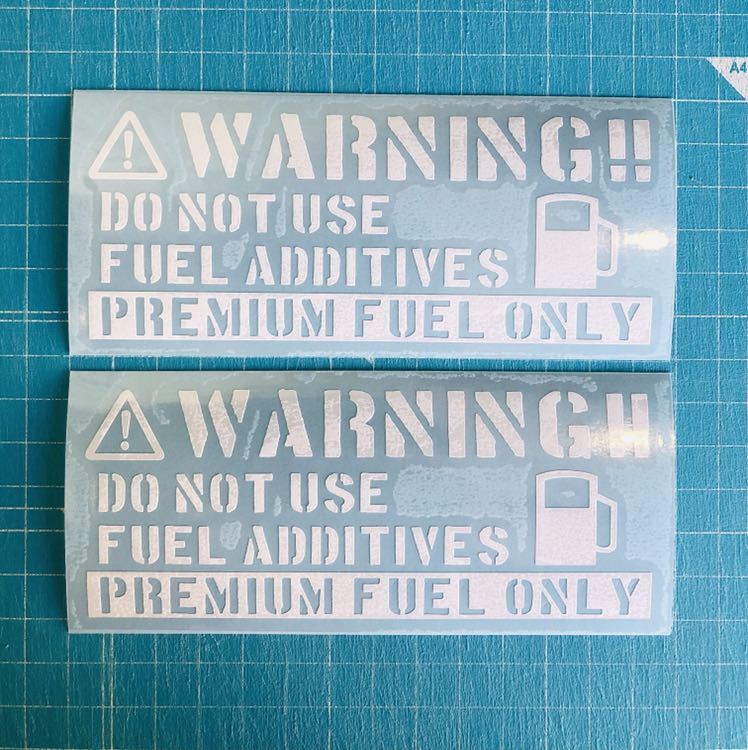 A4
WARNING!!
DO NOT USE
FUEL ADDITIVES
PREMIUM FUEL ONLY
WARNING!!
DO NOT USE
FUEL ADDITIVES
PREMIUM FUEL ONLY